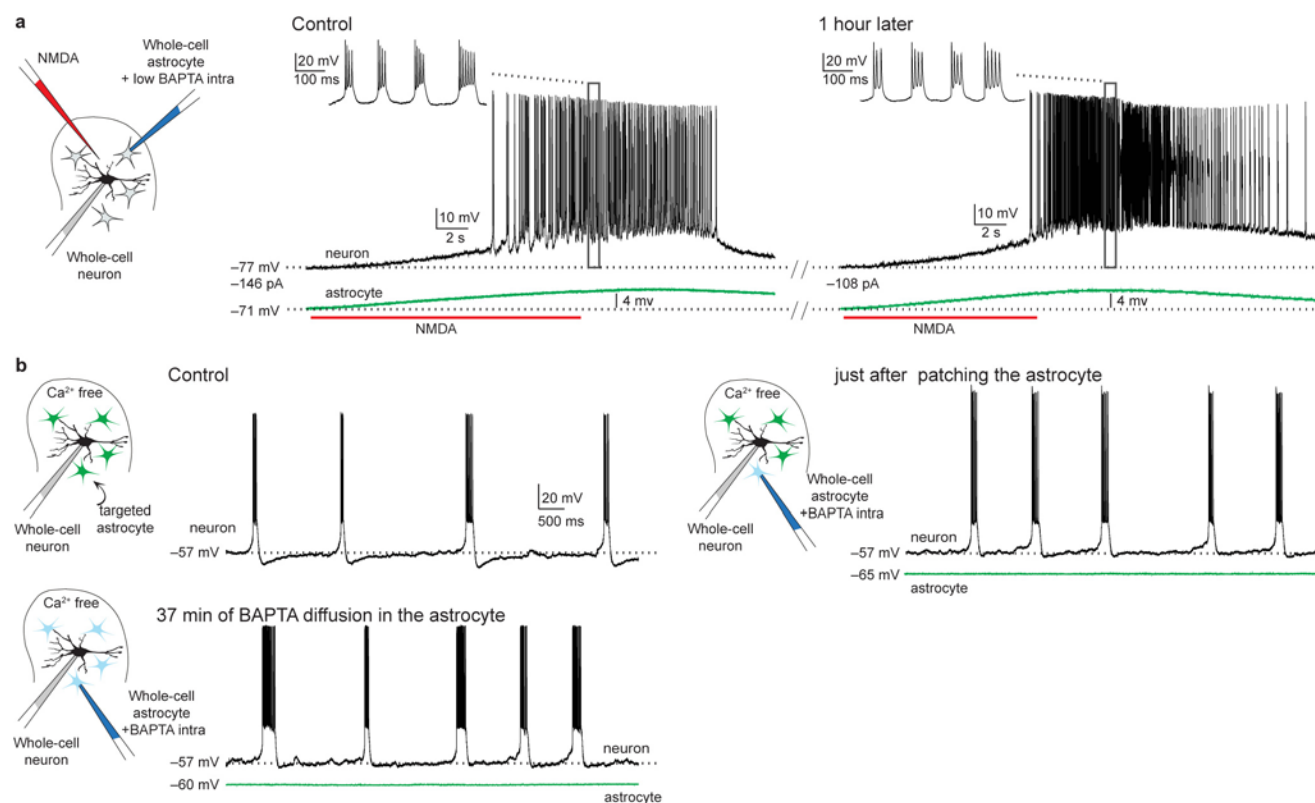 a
NMDA
Whole-cell
astrocyte
+ low BAPTA intra
Whole-cell
neuron
Control
20 mV
100 ms
10 mV
2 s
neuron
–77 mV
–146 pA
astrocyte
–71 mV
4 mv
NMDA
1 hour later
20 mV
100 ms
10 mV
2 s
–108 pA
4 mv
NMDA
b
Ca²⁺ free
targeted
astrocyte
Whole-cell
neuron
Control
20 mV
500 ms
neuron
–57 mV
just after patching the astrocyte
Ca²⁺ free
Whole-cell
astrocyte
+BAPTA intra
Whole-cell
neuron
neuron
–57 mV
–65 mV
astrocyte
37 min of BAPTA diffusion in the astrocyte
Ca²⁺ free
Whole-cell
astrocyte
+BAPTA intra
Whole-cell
neuron
neuron
–57 mV
–60 mV
astrocyte